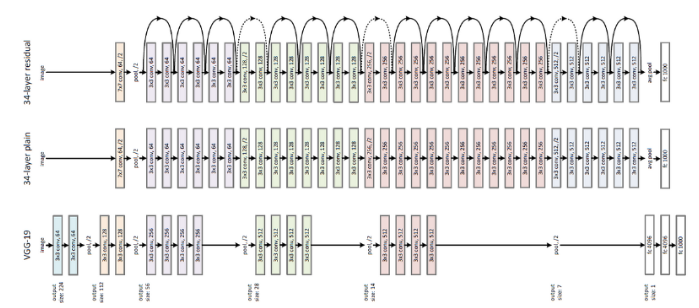 34-layer residual
image
7x7 conv, 64, /2
pool, /2
3x3 conv, 64
3x3 conv, 64
3x3 conv, 64
3x3 conv, 64
3x3 conv, 64
3x3 conv, 64
3x3 conv, 128, /2
3x3 conv, 128
3x3 conv, 128
3x3 conv, 128
3x3 conv, 128
3x3 conv, 128
3x3 conv, 128
3x3 conv, 128
3x3 conv, 256, /2
3x3 conv, 256
3x3 conv, 256
3x3 conv, 256
3x3 conv, 256
3x3 conv, 256
3x3 conv, 256
3x3 conv, 256
3x3 conv, 256
3x3 conv, 256
3x3 conv, 256
3x3 conv, 256
3x3 conv, 512, /2
3x3 conv, 512
3x3 conv, 512
3x3 conv, 512
3x3 conv, 512
3x3 conv, 512
avg pool
fc 1000
34-layer plain
image
7x7 conv, 64, /2
pool, /2
3x3 conv, 64
3x3 conv, 64
3x3 conv, 64
3x3 conv, 64
3x3 conv, 64
3x3 conv, 64
3x3 conv, 128, /2
3x3 conv, 128
3x3 conv, 128
3x3 conv, 128
3x3 conv, 128
3x3 conv, 128
3x3 conv, 128
3x3 conv, 128
3x3 conv, 256, /2
3x3 conv, 256
3x3 conv, 256
3x3 conv, 256
3x3 conv, 256
3x3 conv, 256
3x3 conv, 256
3x3 conv, 256
3x3 conv, 256
3x3 conv, 256
3x3 conv, 256
3x3 conv, 256
3x3 conv, 512, /2
3x3 conv, 512
3x3 conv, 512
3x3 conv, 512
3x3 conv, 512
3x3 conv, 512
avg pool
fc 1000
VGG-19
image
3x3 conv, 64
3x3 conv, 64
pool, /2
3x3 conv, 128
3x3 conv, 128
pool, /2
3x3 conv, 256
3x3 conv, 256
3x3 conv, 256
3x3 conv, 256
pool, /2
3x3 conv, 512
3x3 conv, 512
3x3 conv, 512
3x3 conv, 512
pool, /2
3x3 conv, 512
3x3 conv, 512
3x3 conv, 512
3x3 conv, 512
pool, /2
fc 4096
fc 4096
fc 1000
output
size: 224
output
size: 112
output
size: 56
output
size: 28
output
size: 14
output
size: 7
output
size: 1